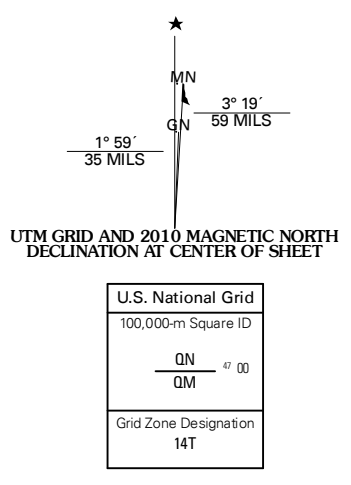 ★
MN
3° 19´
59 MILS
GN
1° 59´
35 MILS
UTM GRID AND 2010 MAGNETIC NORTH
DECLINATION AT CENTER OF SHEET
U.S. National Grid
100,000-m Square ID
QN
47 00
QM
Grid Zone Designation
14T